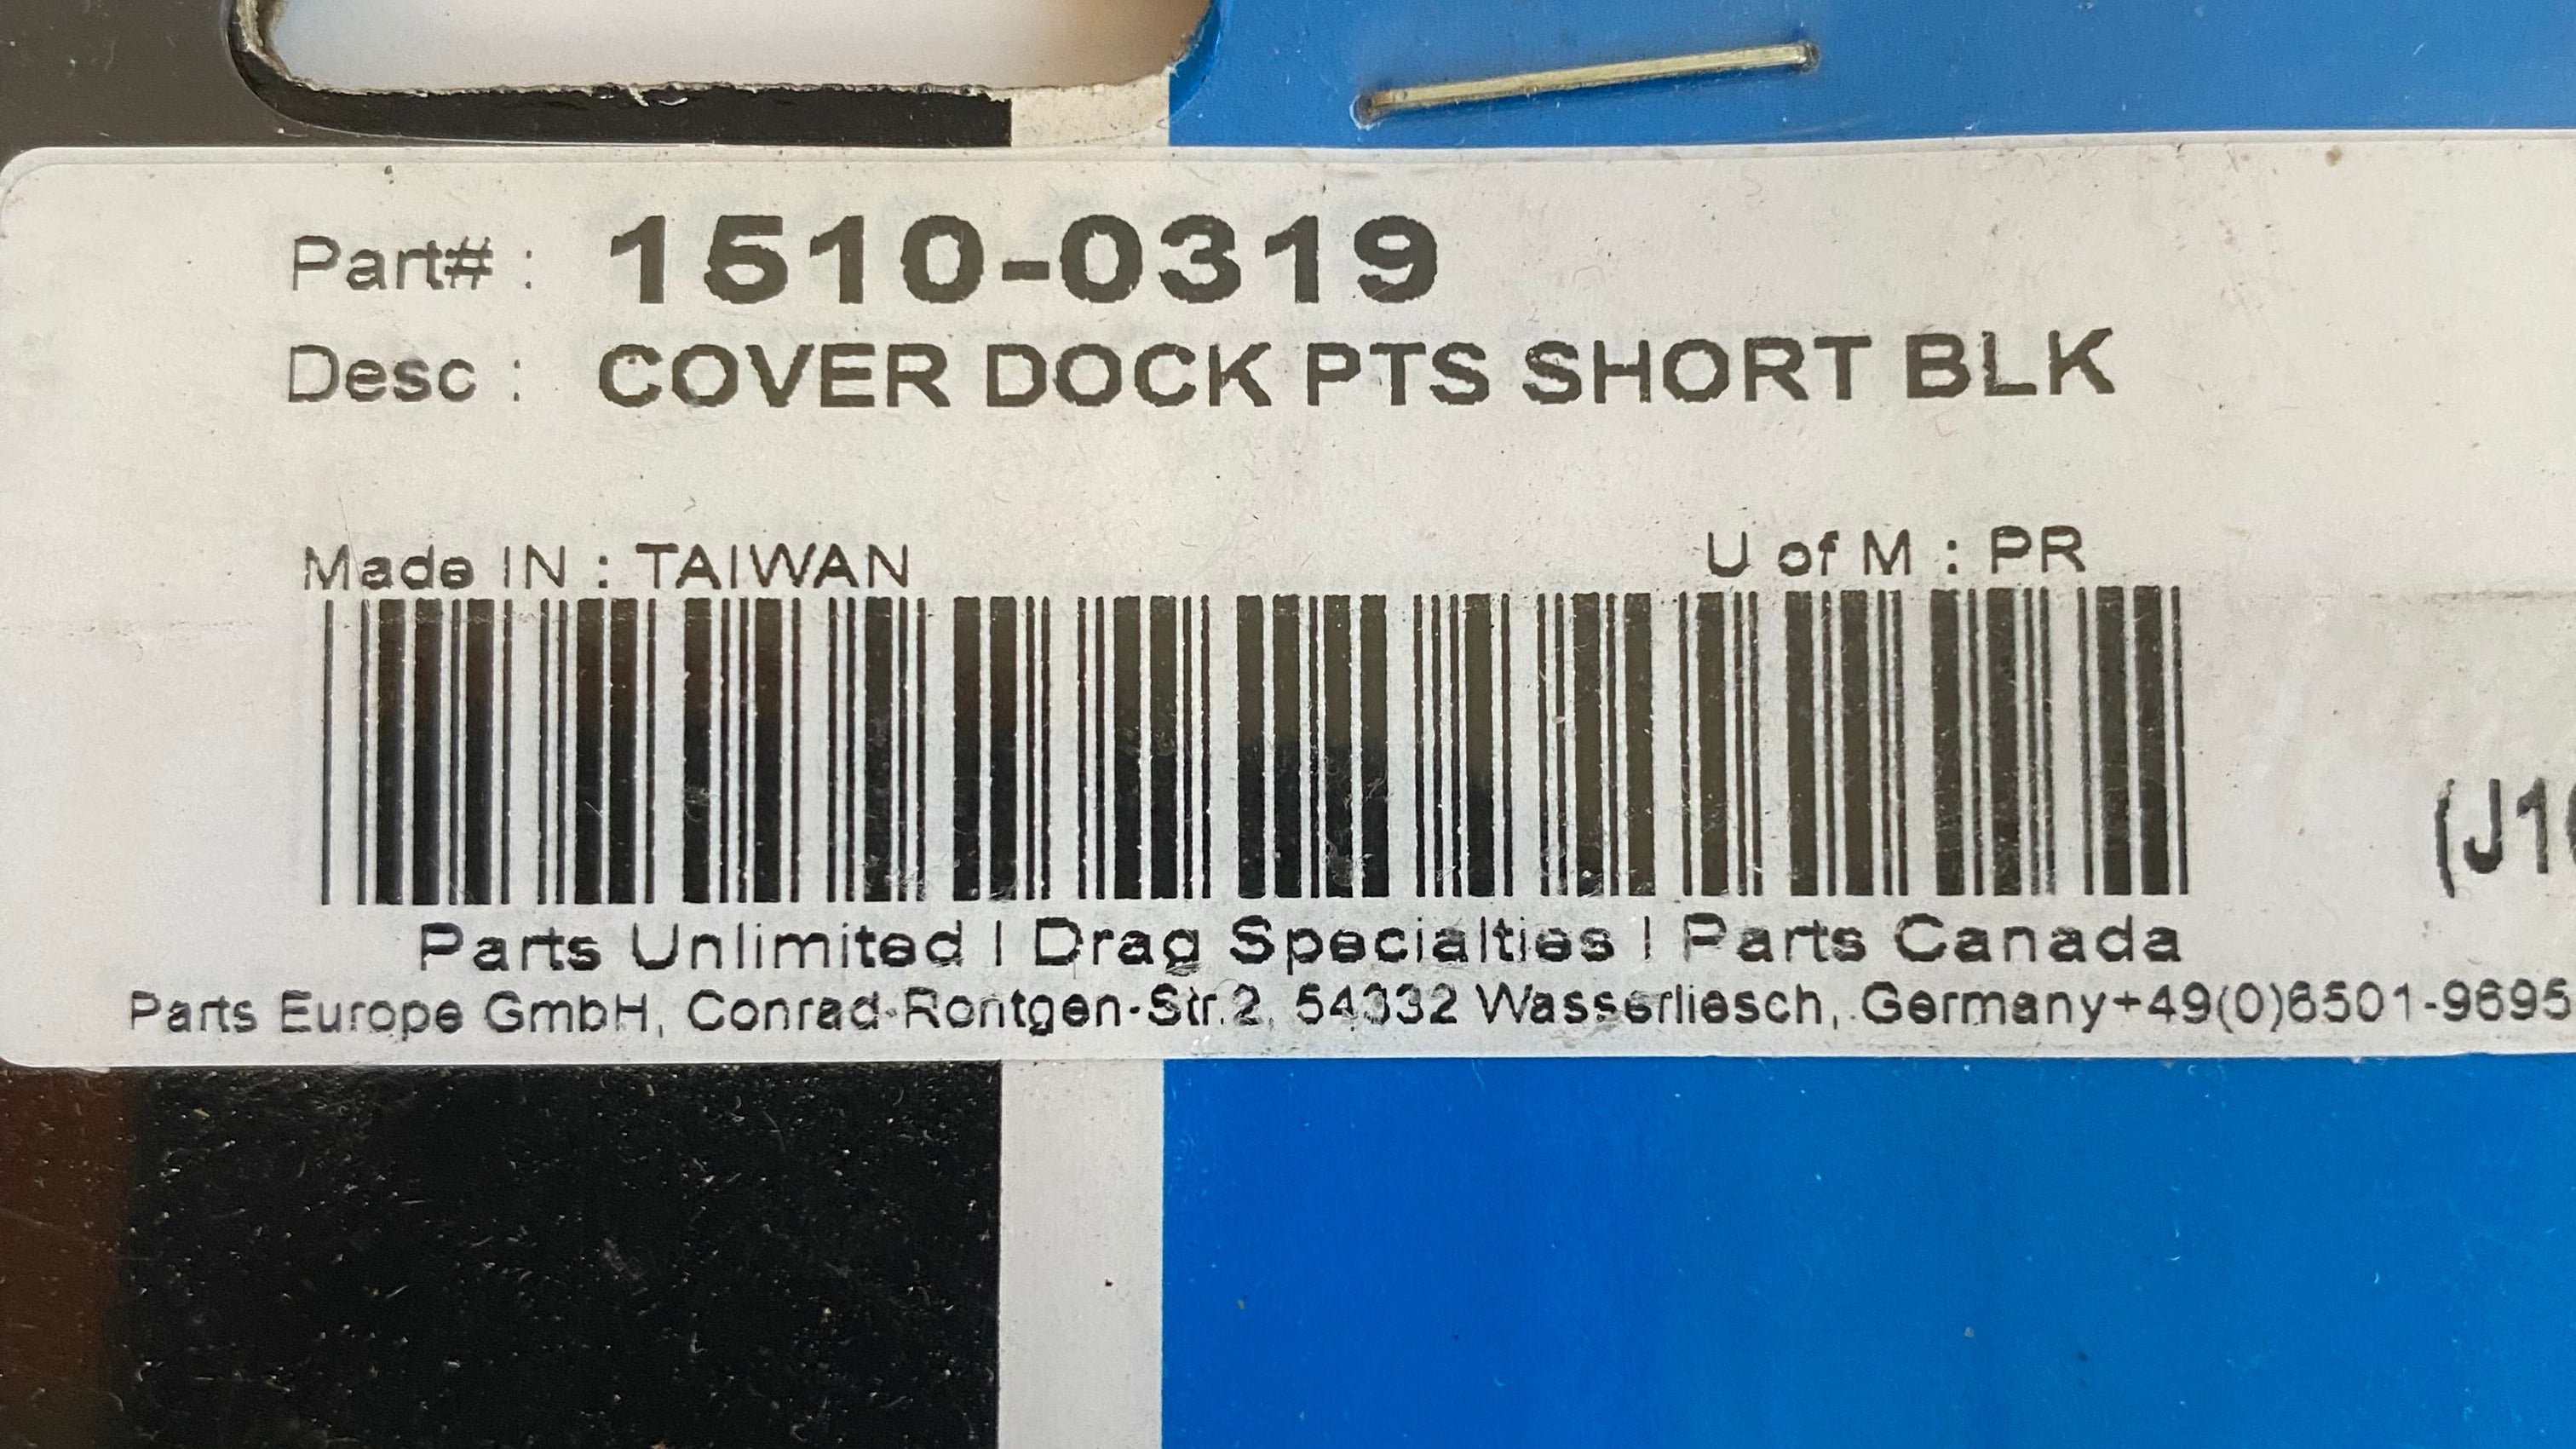 Part# : 1510-0319
Desc : COVER DOCK PTS SHORT BLK
Made IN : TAIWAN U of M : PR
(J1
Parts Unlimited | Drag Specialties | Parts Canada
Parts Europe GmbH, Conrad-Rontgen-Str.2, 54332 Wasserliesch, Germany+49(0)6501-9695